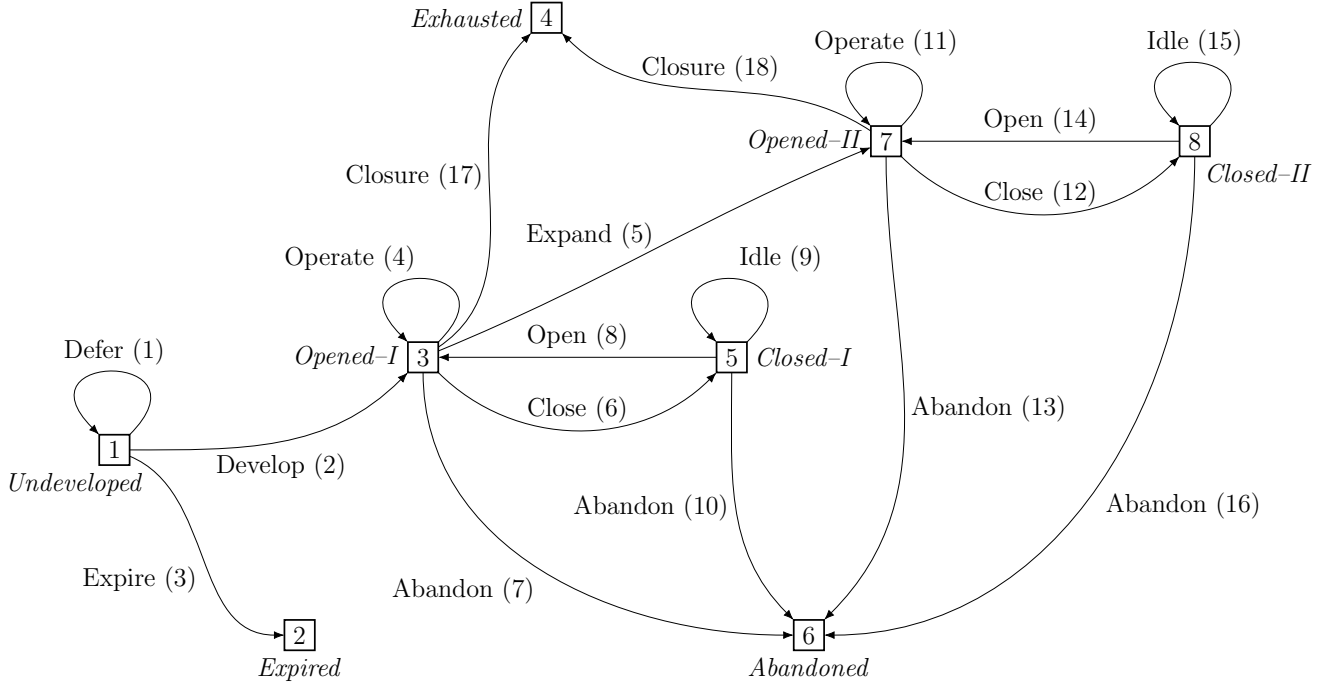 Exhausted 4
Operate (11)
Idle (15)
Closure (18)
Open (14)
Opened–II 7
8
Closure (17)
Closed–II
Close (12)
Expand (5)
Operate (4)
Idle (9)
Open (8)
Defer (1)
Opened–I 3
5 Closed–I
Close (6)
Abandon (13)
1
Develop (2)
Undeveloped
Abandon (10)
Abandon (16)
Expire (3)
Abandon (7)
2
6
Expired
Abandoned